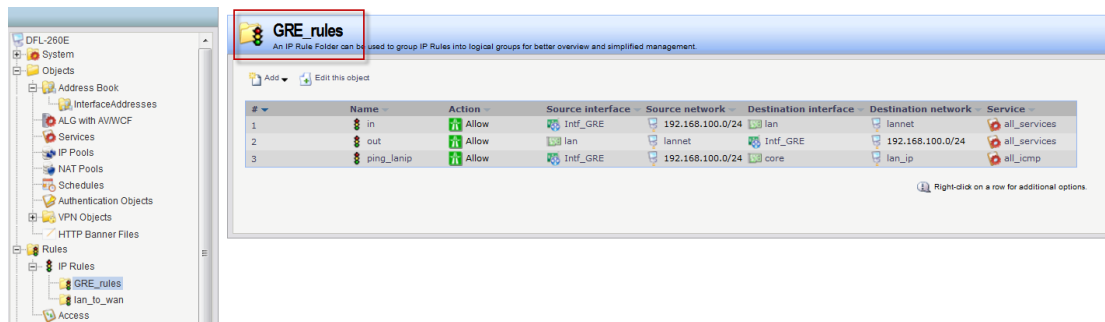 DFL-260E
System
Objects
Address Book
InterfaceAddresses
ALG with AV/WCF
Services
IP Pools
NAT Pools
Schedules
Authentication Objects
VPN Objects
HTTP Banner Files
Rules
IP Rules
GRE_rules
lan_to_wan
Access
GRE_rules
An IP Rule Folder can be used to group IP Rules into logical groups for better overview and simplified management.
Add Edit this object
# Name Action Source interface Source network Destination interface Destination network Service
1 in Allow Intf_GRE 192.168.100.0/24 lan lannet all_services
2 out Allow lan lannet Intf_GRE 192.168.100.0/24 all_services
3 ping_lanip Allow Intf_GRE 192.168.100.0/24 core lan_ip all_icmp
Right-click on a row for additional options.